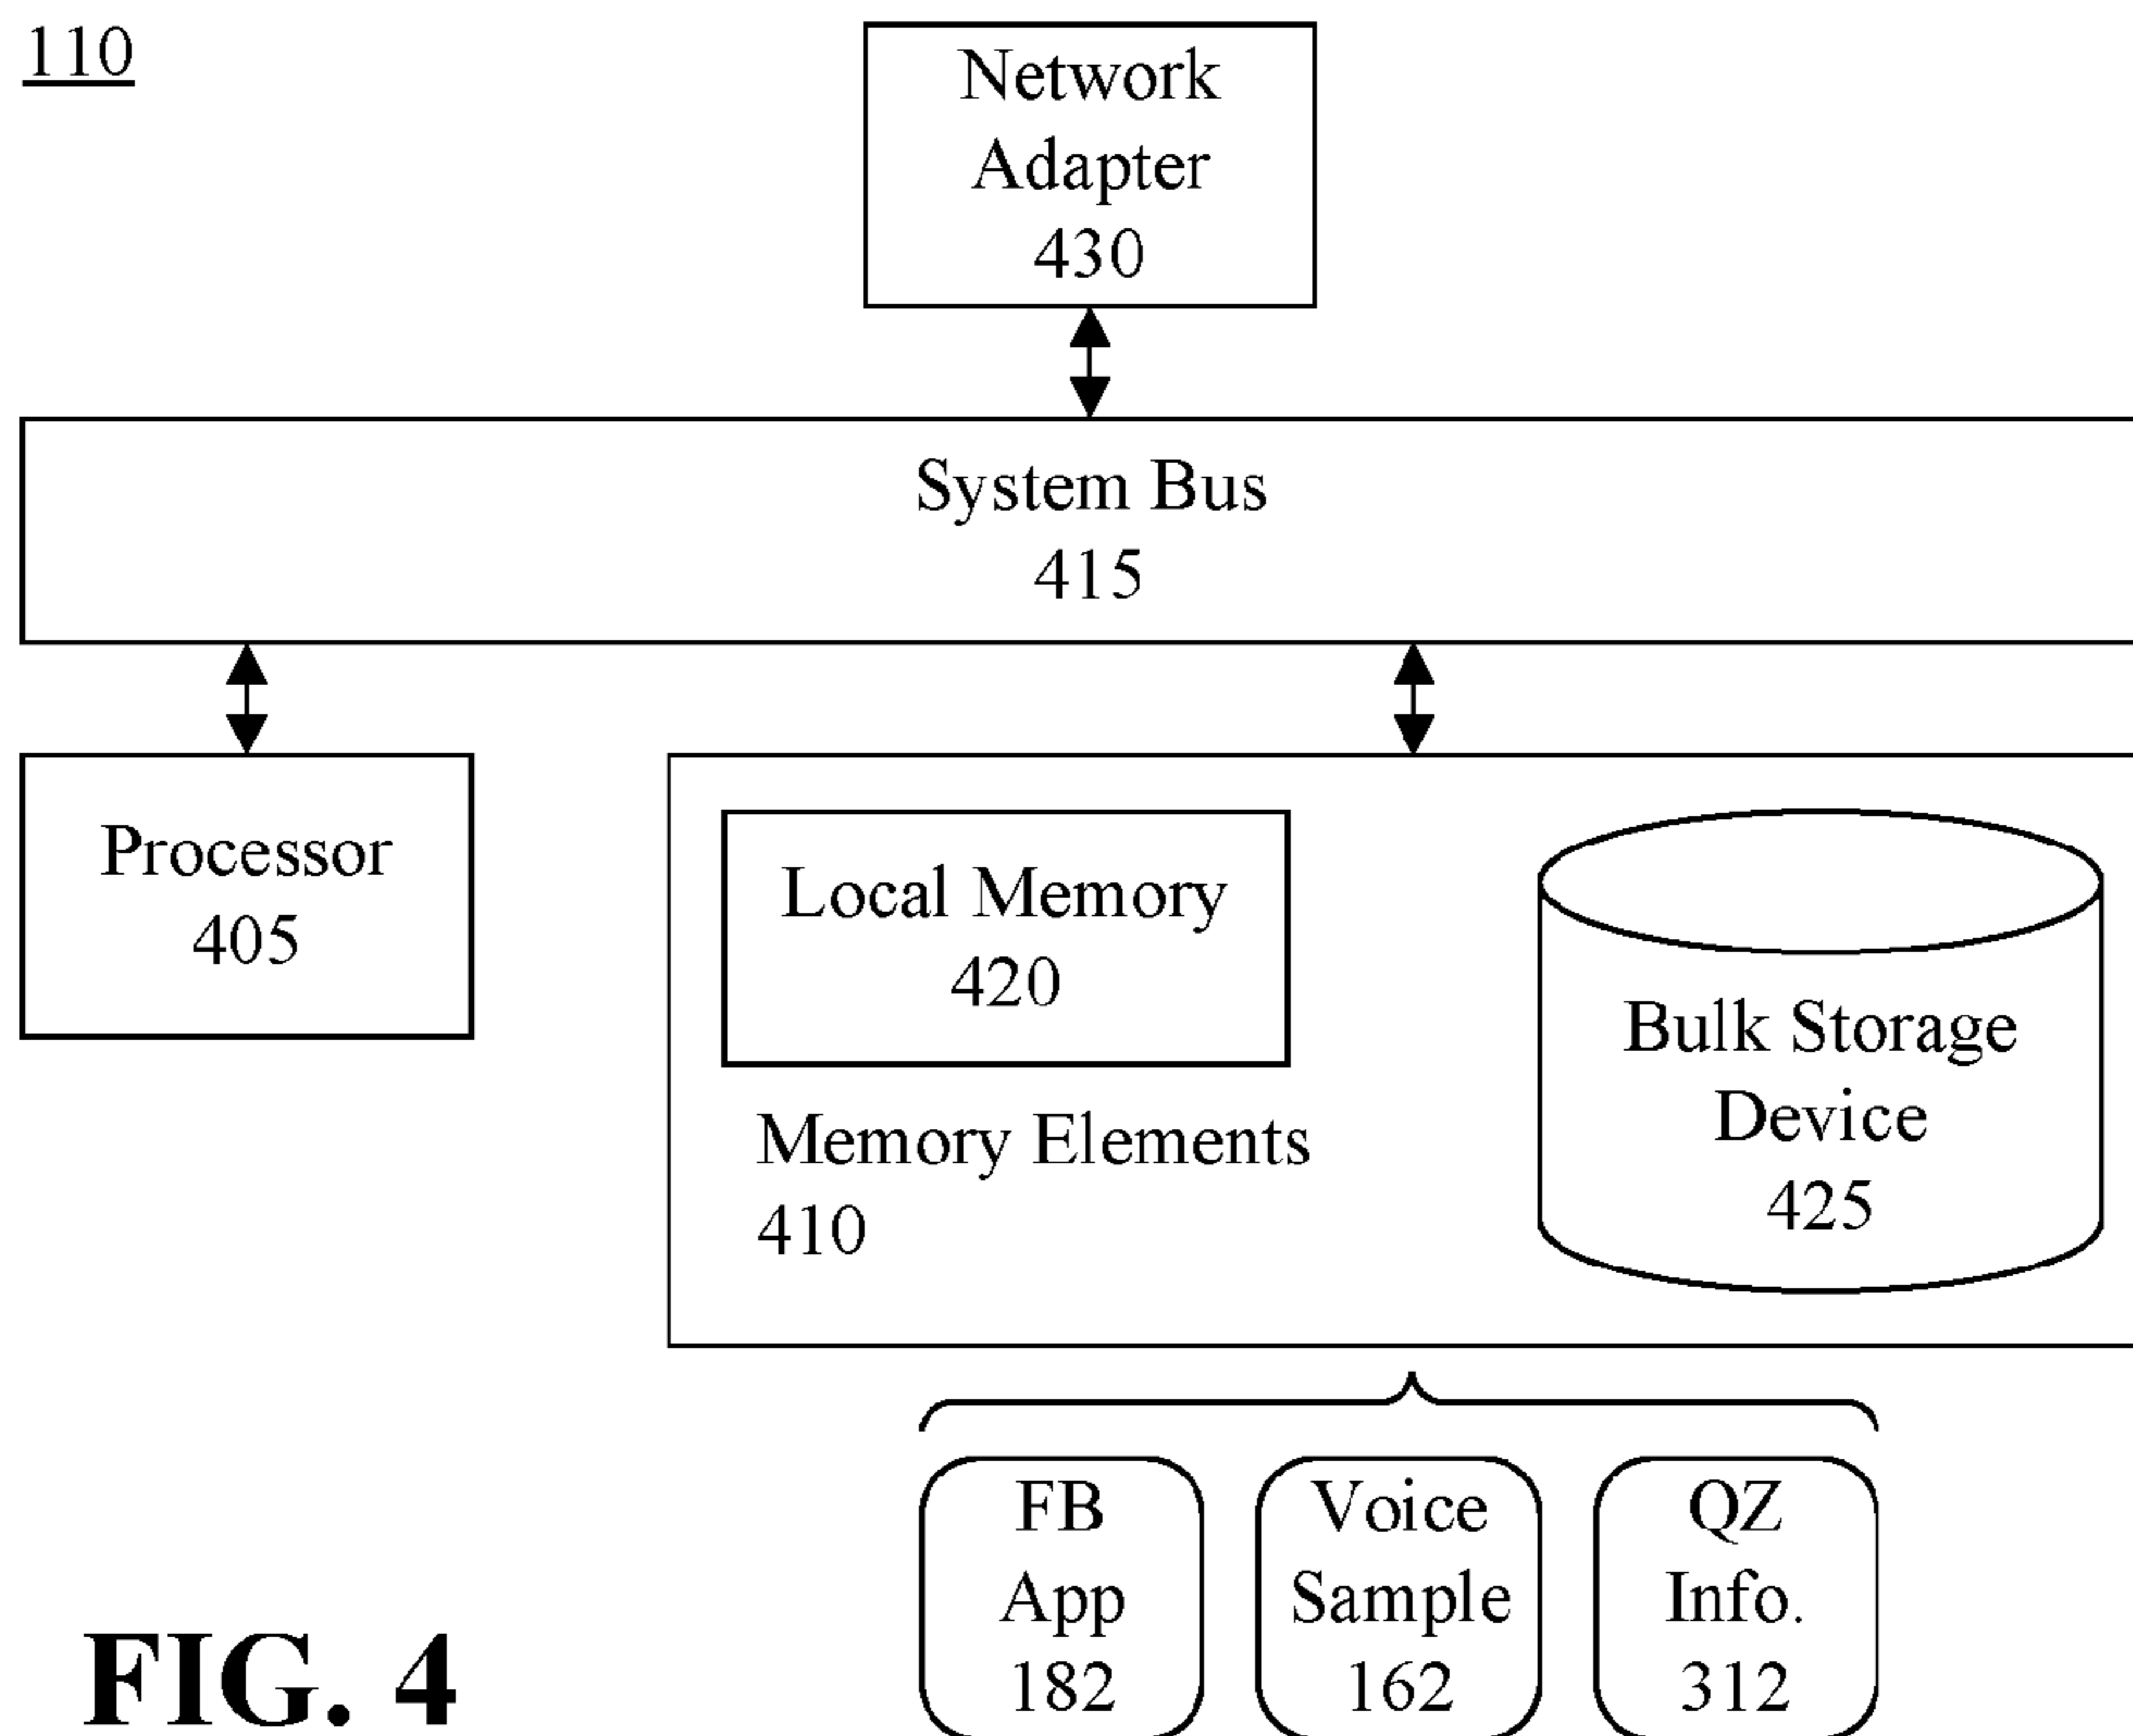 110
Network
Adapter
430
System Bus
415
Processor
405
Local Memory
420
Memory Elements
410
Bulk Storage
Device
425
FB
App
182
Voice
Sample
162
QZ
Info.
312
FIG. 4